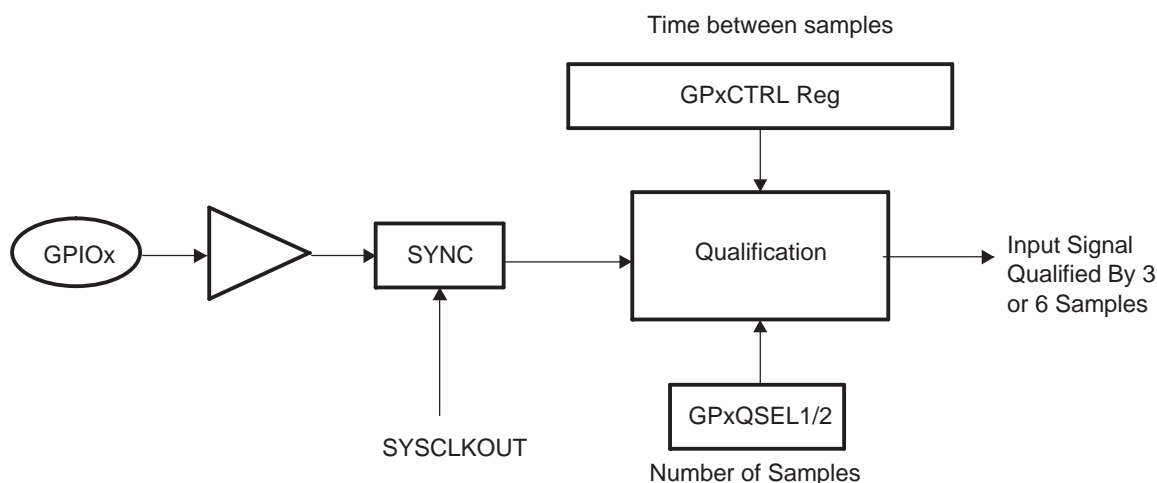 Time between samples
GPxCTRL Reg
GPIOx
SYNC
Qualification
Input Signal
Qualified By 3
or 6 Samples
GPxQSEL1/2
SYSCLKOUT
Number of Samples